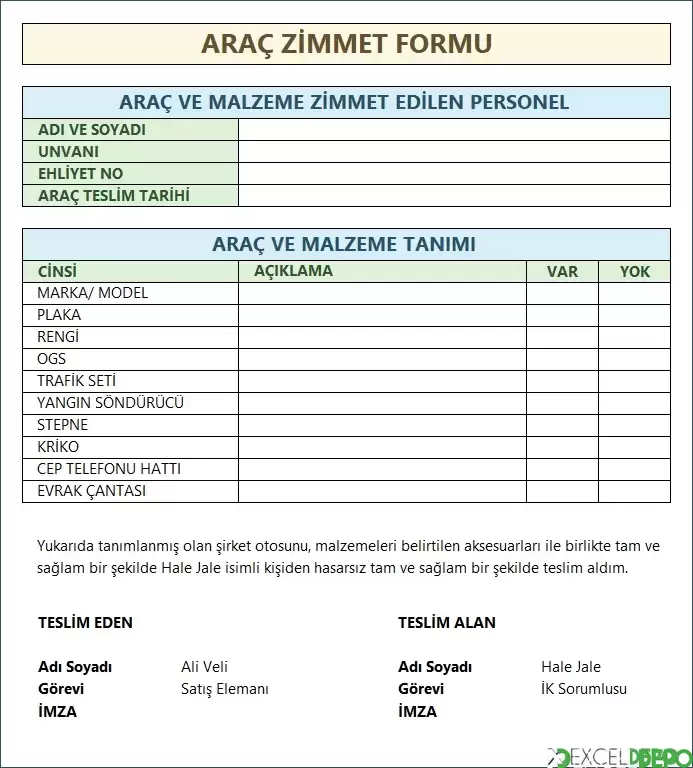 ARAÇ ZİMMET FORMU
ARAÇ VE MALZEME ZİMMET EDİLEN PERSONEL
ADI VE SOYADI
UNVANI
EHLİYET NO
ARAÇ TESLİM TARİHİ
ARAÇ VE MALZEME TANIMI
CİNSİ AÇIKLAMA VAR YOK
MARKA/ MODEL
PLAKA
RENGİ
OGS
TRAFİK SETİ
YANGIN SÖNDÜRÜCÜ
STEPNE
KRİKO
CEP TELEFONU HATTI
EVRAK ÇANTASI
Yukarıda tanımlanmış olan şirket otosunu, malzemeleri belirtilen aksesuarları ile birlikte tam ve
sağlam bir şekilde Hale Jale isimli kişiden hasarsız tam ve sağlam bir şekilde teslim aldım.
TESLİM EDEN TESLİM ALAN
Adı Soyadı Ali Veli Adı Soyadı Hale Jale
Görevi Satış Elemanı Görevi İK Sorumlusu
İMZA İMZA
EXCELDEPO